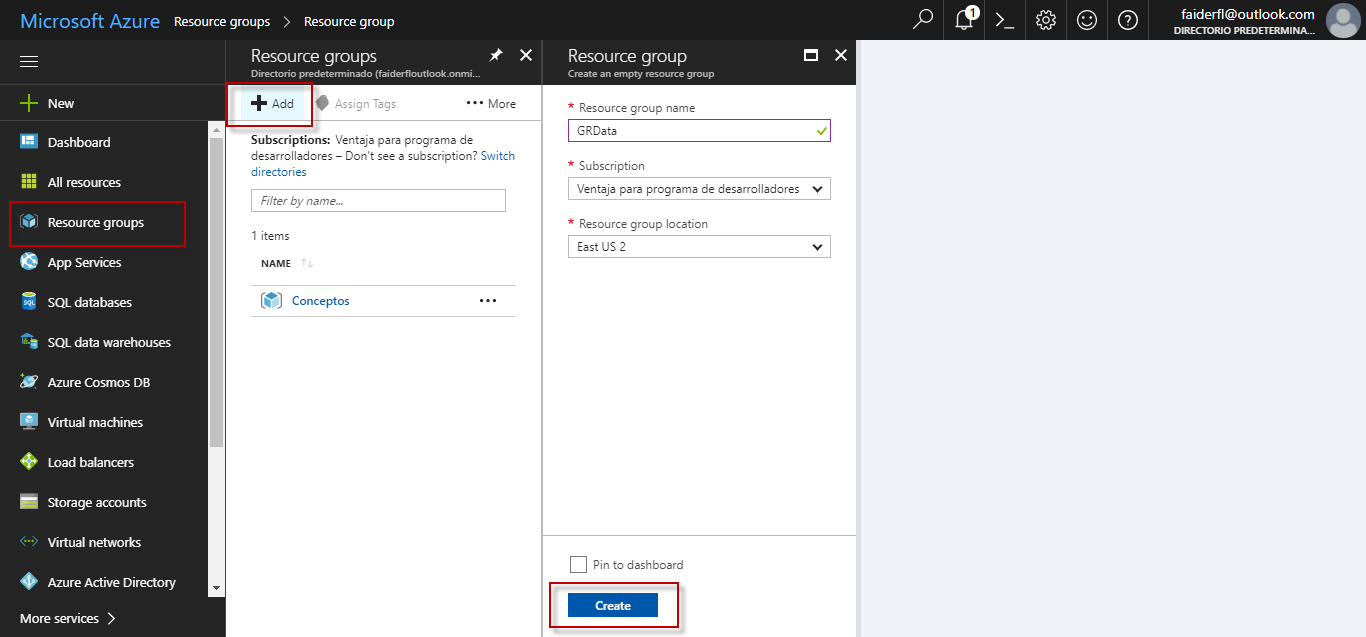 Microsoft Azure Resource groups > Resource group
1
faiderfl@outlook.com
DIRECTORIO PREDETERMINA...
New
Dashboard
All resources
Resource groups
App Services
SQL databases
SQL data warehouses
Azure Cosmos DB
Virtual machines
Load balancers
Storage accounts
Virtual networks
Azure Active Directory
More services >
Resource groups
Directorio predeterminado (faiderfloutlook.onmi...
Add Assign Tags ••• More
Subscriptions: Ventaja para programa de
desarrolladores – Don't see a subscription? Switch
directories
Filter by name...
1 items
NAME
Conceptos •••
Resource group
Create an empty resource group
* Resource group name
GRData
* Subscription
Ventaja para programa de desarrolladores
* Resource group location
East US 2
Pin to dashboard
Create